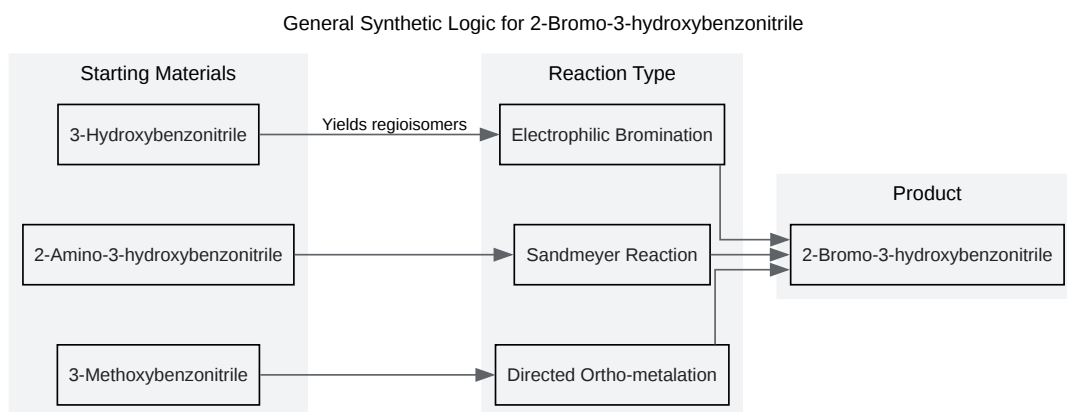 General Synthetic Logic for 2-Bromo-3-hydroxybenzonitrile
Starting Materials
Reaction Type
Product
3-Hydroxybenzonitrile
Yields regioisomers
Electrophilic Bromination
2-Amino-3-hydroxybenzonitrile
Sandmeyer Reaction
2-Bromo-3-hydroxybenzonitrile
3-Methoxybenzonitrile
Directed Ortho-metalation